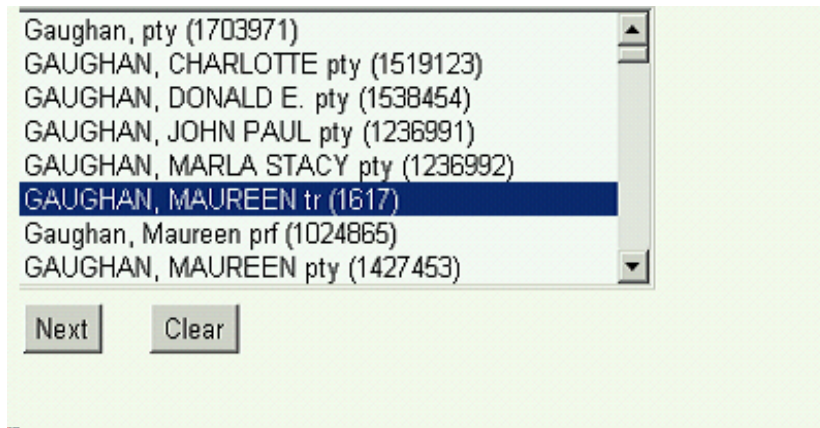 Gaughan, pty (1703971)
GAUGHAN, CHARLOTTE pty (1519123)
GAUGHAN, DONALD E. pty (1538454)
GAUGHAN, JOHN PAUL pty (1236991)
GAUGHAN, MARLA STACY pty (1236992)
GAUGHAN, MAUREEN tr (1617)
Gaughan, Maureen prf (1024865)
GAUGHAN, MAUREEN pty (1427453)
Next Clear